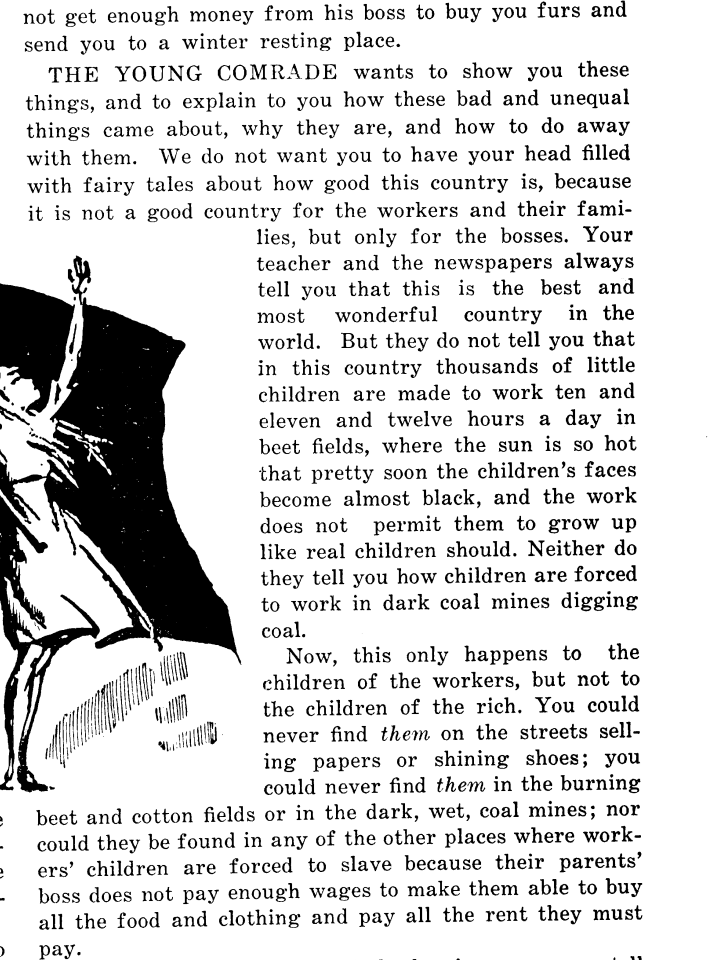 not get enough money from his boss to buy you furs and
send you to a winter resting place.
THE YOUNG COMRADE wants to show you these
things, and to explain to you how these bad and unequal
things came about, why they are, and how to do away
with them. We do not want you to have your head filled
with fairy tales about how good this country is, because
it is not a good country for the workers and their fami-
lies, but only for the bosses. Your
teacher and the newspapers always
tell you that this is the best and
most wonderful country in the
world. But they do not tell you that
in this country thousands of little
children are made to work ten and
eleven and twelve hours a day in
beet fields, where the sun is so hot
that pretty soon the children's faces
become almost black, and the work
does not permit them to grow up
like real children should. Neither do
they tell you how children are forced
to work in dark coal mines digging
coal.
Now, this only happens to the
children of the workers, but not to
the children of the rich. You could
never find them on the streets sell-
ing papers or shining shoes; you
could never find them in the burning
beet and cotton fields or in the dark, wet, coal mines; nor
could they be found in any of the other places where work-
ers' children are forced to slave because their parents'
boss does not pay enough wages to make them able to buy
all the food and clothing and pay all the rent they must
pay.